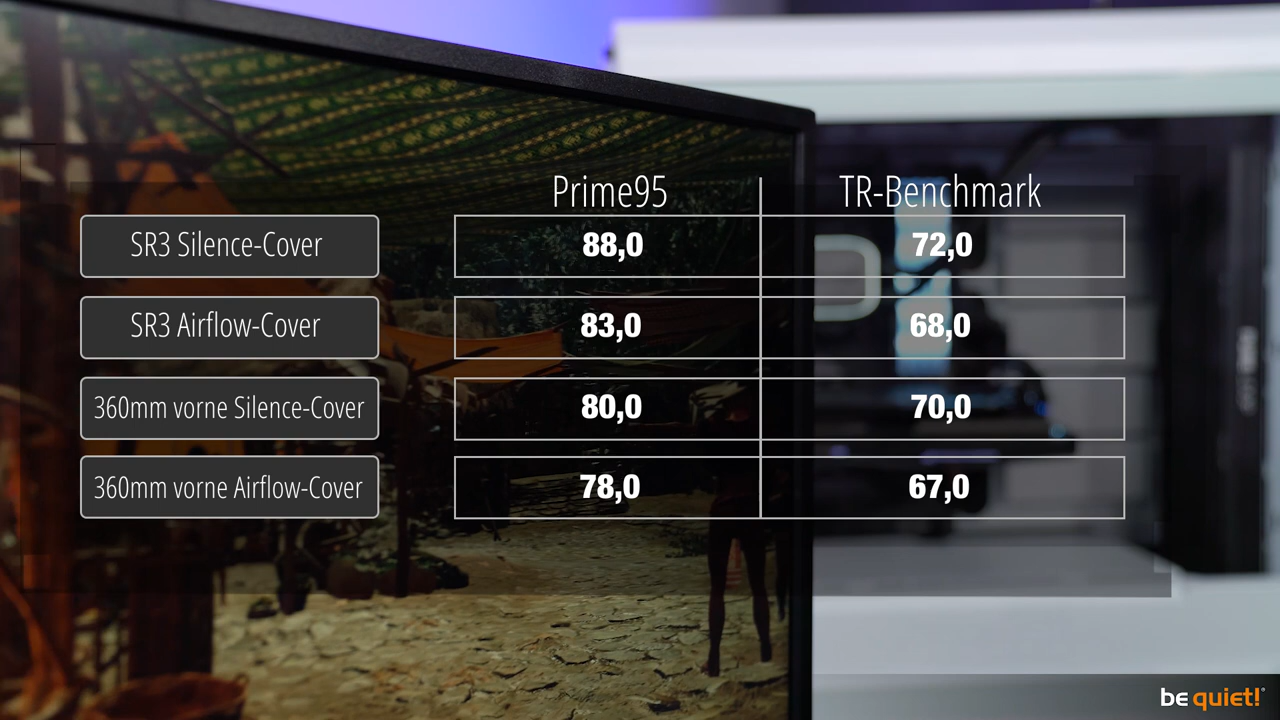 Prime95 TR-Benchmark
SR3 Silence-Cover 88,0 72,0
SR3 Airflow-Cover 83,0 68,0
360mm vorne Silence-Cover 80,0 70,0
360mm vorne Airflow-Cover 78,0 67,0
be quiet!